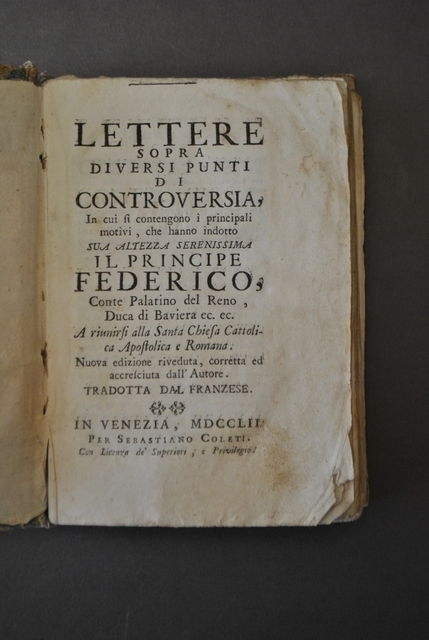 LETTERE
SOPRA
DIVERSI PUNTI
DI
CONTROVERSIA,
In cui ſi contengono i principali
motivi, che hanno indotto
SUA ALTEZZA SERENISSIMA
IL PRINCIPE
FEDERICO,
Conte Palatino del Reno,
Duca di Baviera ec. ec.
A riunirſi alla Santa Chieſa Cattoli-
ca Apoſtolica e Romana.
Nuova edizione riveduta, corretta ed
accreſciuta dall'Autore.
TRADOTTA DAL FRANZESE.
IN VENEZIA, MDCCLII.
PER SEBASTIANO COLETI.
Con Licenza de' Superiori, e Privilegio.